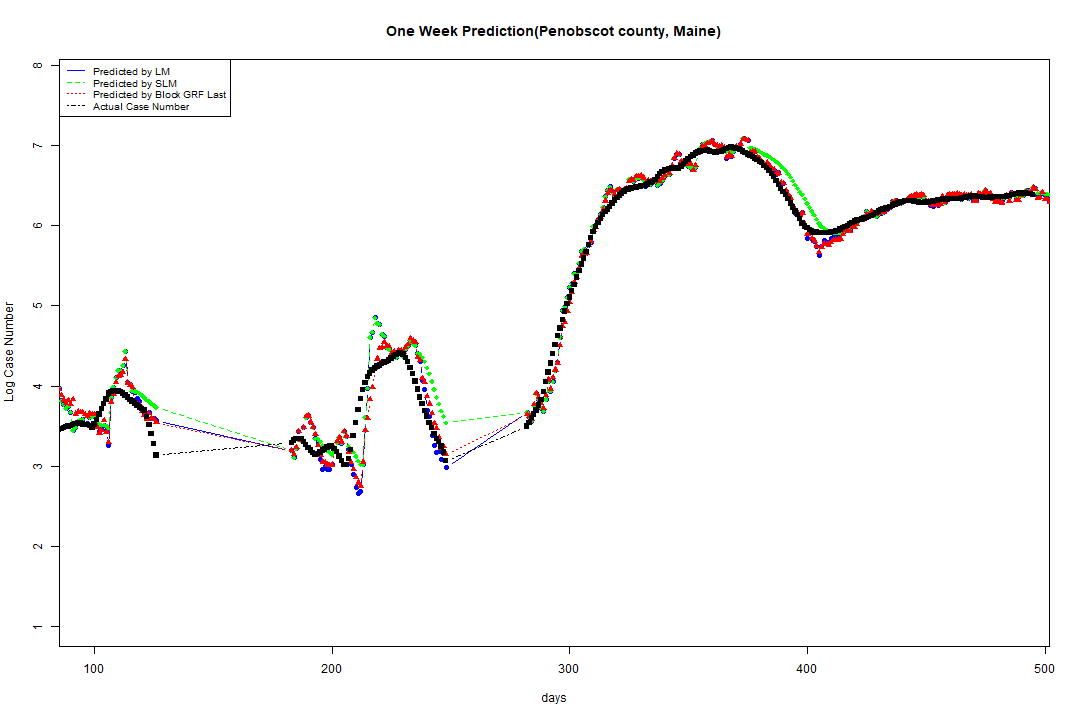 One Week Prediction(Penobscot county, Maine)
Predicted by LM
Predicted by SLM
Predicted by Block GRF Last
Actual Case Number
8
7
6
5
4
3
2
1
Log Case Number
100 200 300 400 500
days